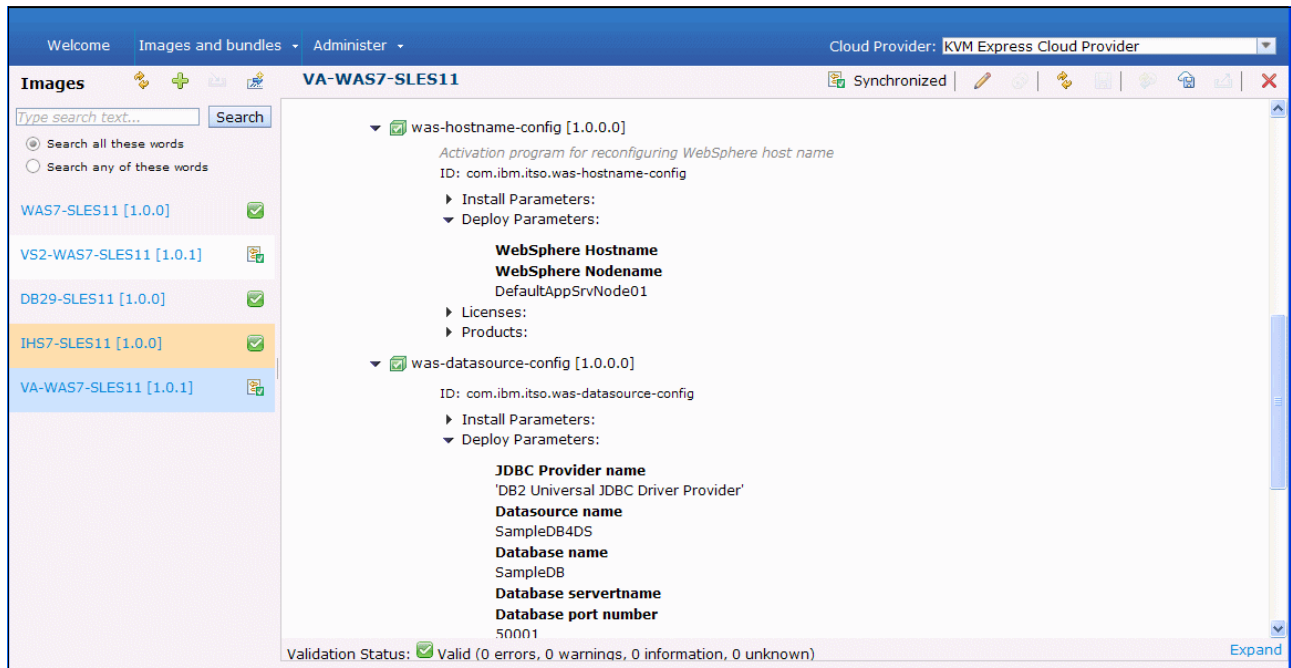 Welcome Images and bundles Administer Cloud Provider: KVM Express Cloud Provider
Images
VA-WAS7-SLES11 Synchronized
Type search text... Search
Search all these words
Search any of these words
WAS7-SLES11 [1.0.0]
VS2-WAS7-SLES11 [1.0.1]
DB29-SLES11 [1.0.0]
IHS7-SLES11 [1.0.0]
VA-WAS7-SLES11 [1.0.1]
was-hostname-config [1.0.0.0]
Activation program for reconfiguring WebSphere host name
ID: com.ibm.itso.was-hostname-config
Install Parameters:
Deploy Parameters:
WebSphere Hostname
WebSphere Nodename
DefaultAppSrvNode01
Licenses:
Products:
was-datasource-config [1.0.0.0]
ID: com.ibm.itso.was-datasource-config
Install Parameters:
Deploy Parameters:
JDBC Provider name
'DB2 Universal JDBC Driver Provider'
Datasource name
SampleDB4DS
Database name
SampleDB
Database servertname
Database port number
50001
Validation Status: Valid (0 errors, 0 warnings, 0 information, 0 unknown) Expand